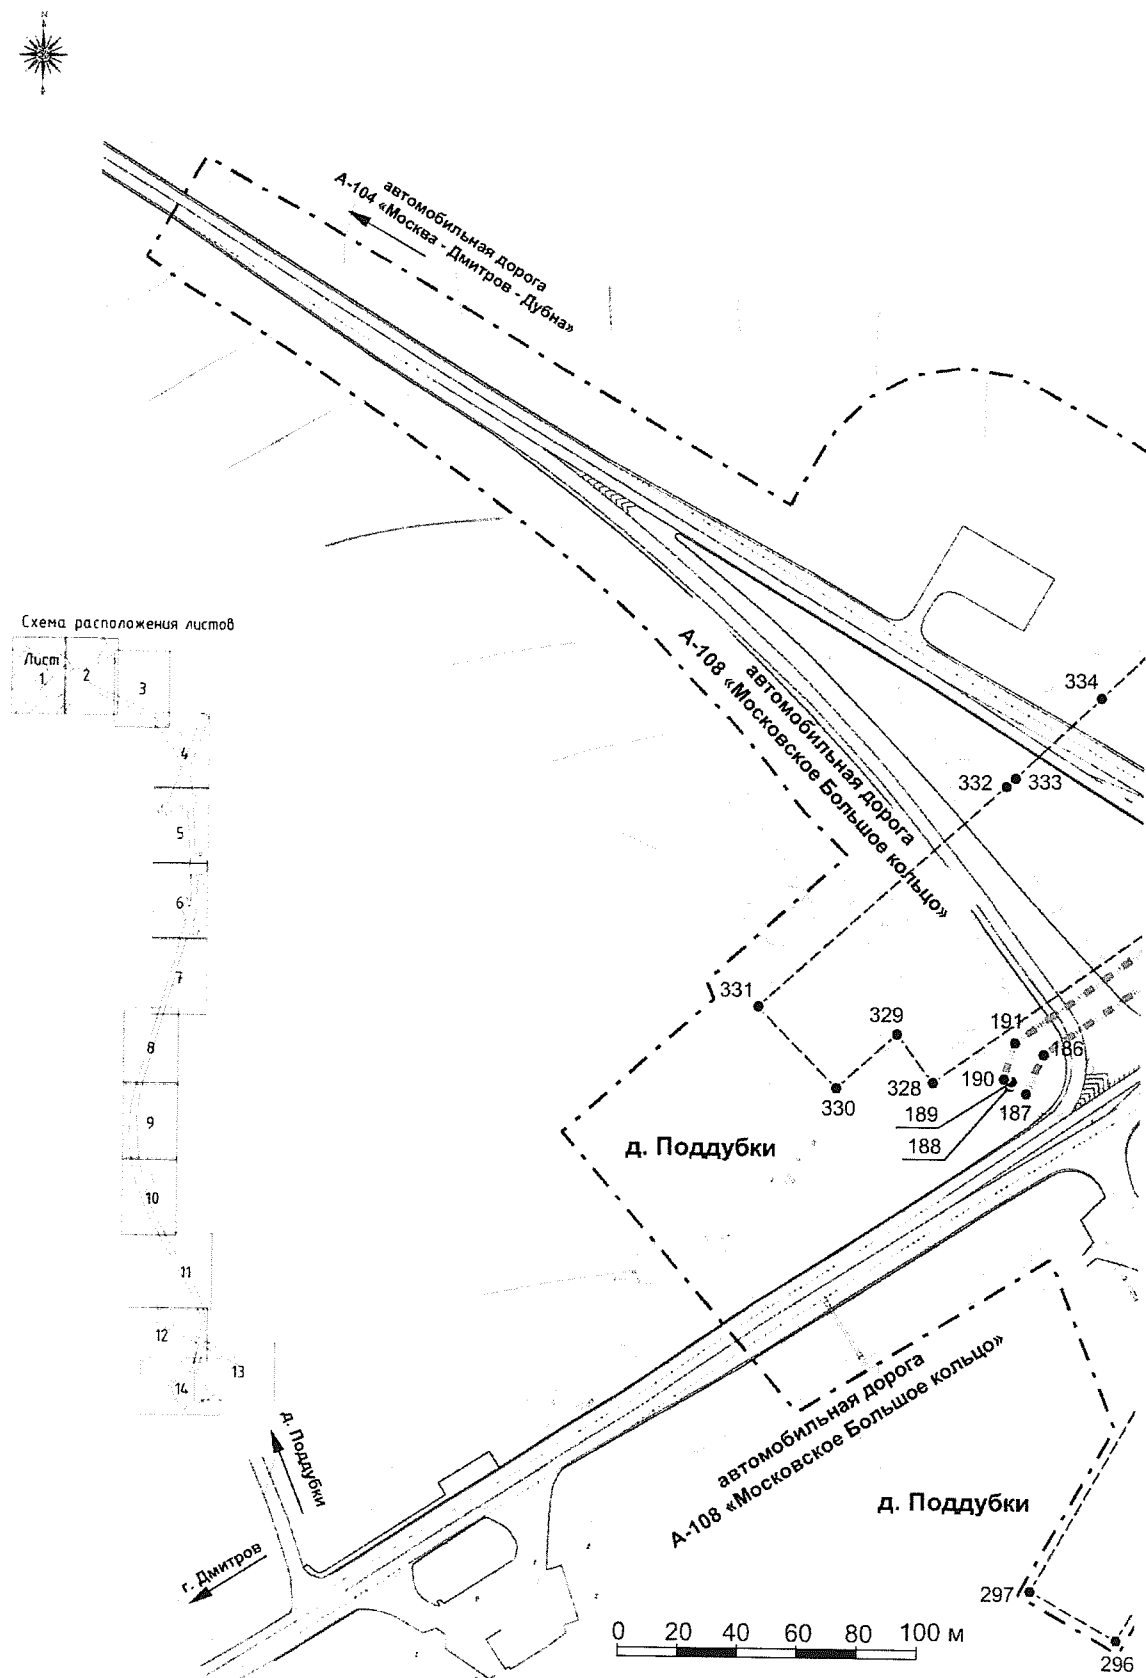 N
автомобильная дорога
А-104 «Москва - Дмитров - Дубна»
автомобильная дорога
А-108 «Московское Большое кольцо»
334
332
333
331
329
191
186
190
328
330
189
187
188
д. Поддубки
Схема расположения листов
Лист
1
2
3
4
5
6
7
8
9
10
11
12
13
14
д. Поддубки
г. Дмитров
автомобильная дорога
А-108 «Московское Большое кольцо»
д. Поддубки
297
296
0 20 40 60 80 100 м